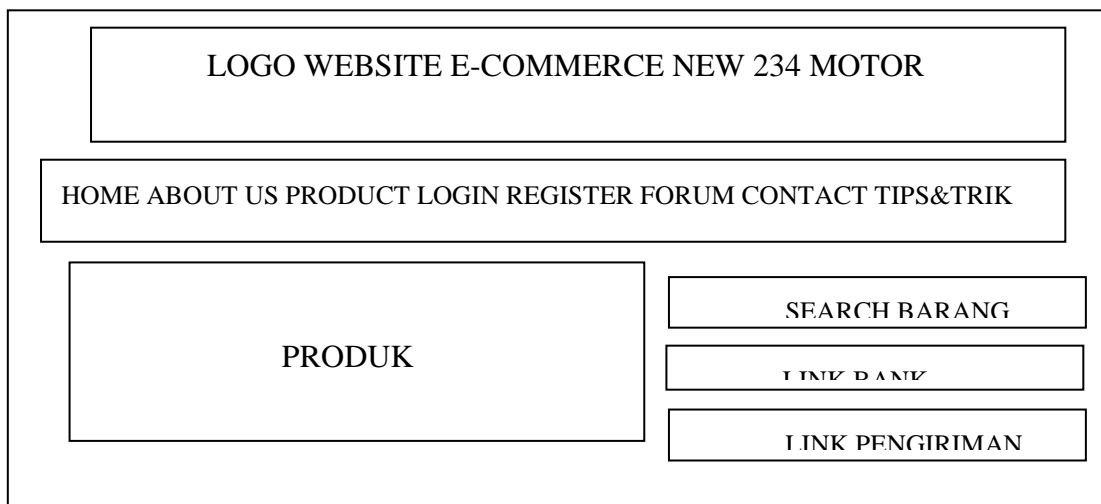 LOGO WEBSITE E-COMMERCE NEW 234 MOTOR
HOME ABOUT US PRODUCT LOGIN REGISTER FORUM CONTACT TIPS&TRIK
PRODUK
SEARCH BARANG
LINK BANK
LINK PENGIRIMAN